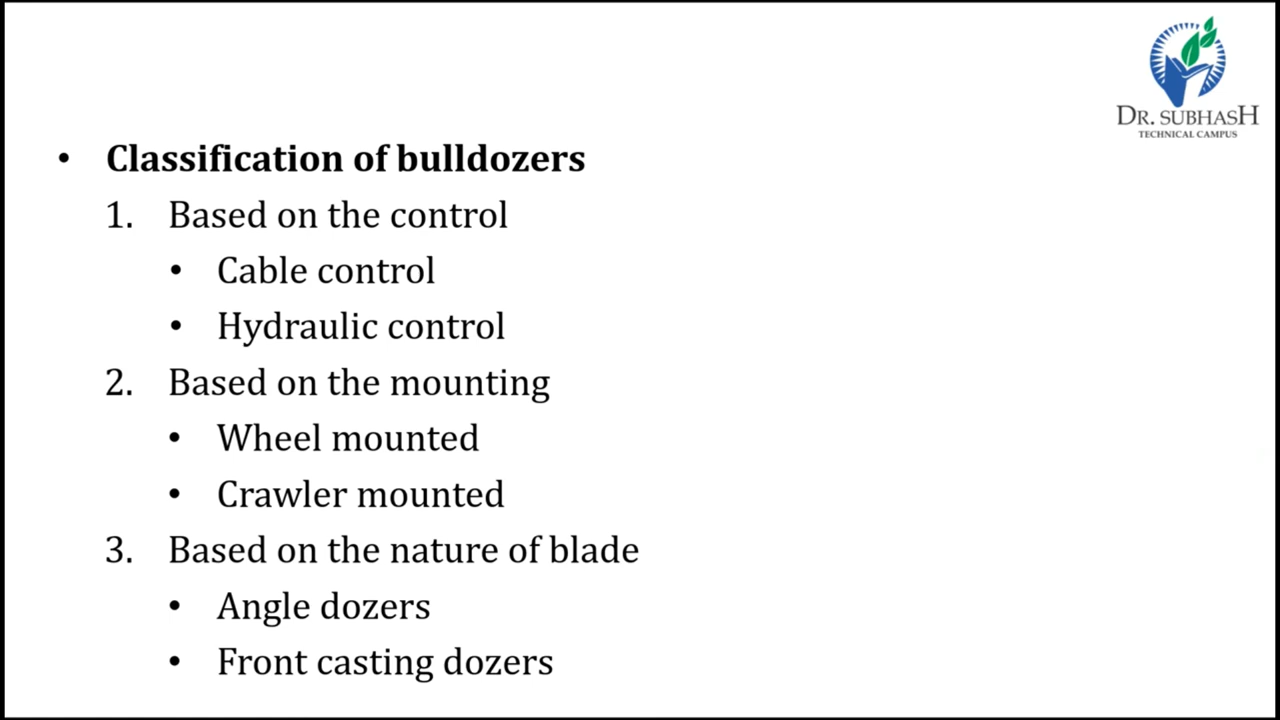 DR. SUBHASH
TECHNICAL CAMPUS
• Classification of bulldozers
1. Based on the control
• Cable control
• Hydraulic control
2. Based on the mounting
• Wheel mounted
• Crawler mounted
3. Based on the nature of blade
• Angle dozers
• Front casting dozers